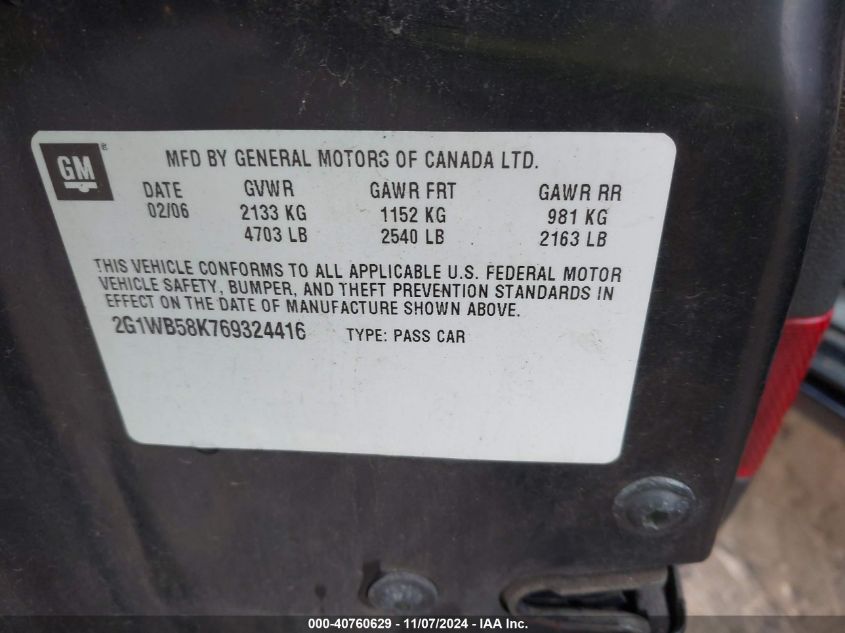 GM ®
MFD BY GENERAL MOTORS OF CANADA LTD.
DATE GVWR GAWR FRT GAWR RR
02/06 2133 KG 1152 KG 981 KG
4703 LB 2540 LB 2163 LB
THIS VEHICLE CONFORMS TO ALL APPLICABLE U.S. FEDERAL MOTOR
VEHICLE SAFETY, BUMPER, AND THEFT PREVENTION STANDARDS IN
EFFECT ON THE DATE OF MANUFACTURE SHOWN ABOVE.
2G1WB58K769324416 TYPE: PASS CAR
000-40760629 - 11/07/2024 - IAA Inc.